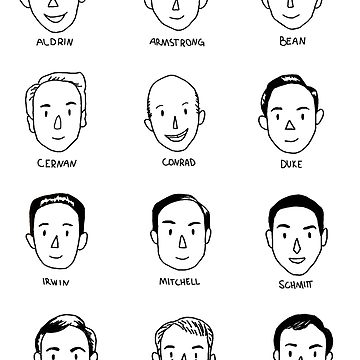 ALDRIN
ARMSTRONG
BEAN
CERNAN
CONRAD
DUKE
IRWIN
MITCHELL
SCHMITT